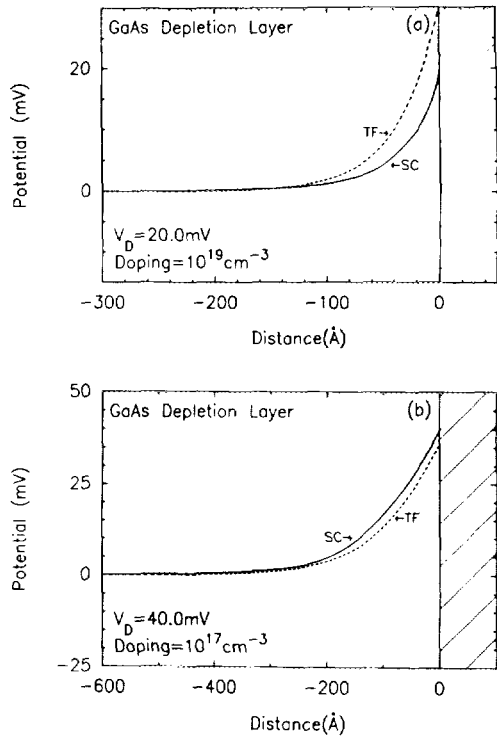 GaAs Depletion Layer
(a)
20
0
Potential (mV)
TF→
←SC
V_D=20.0mV
Doping=10^19cm^-3
-300
-200
-100
0
Distance(Å)
50
25
0
-25
Potential (mV)
GaAs Depletion Layer
(b)
SC→
←TF
V_D=40.0mV
Doping=10^17cm^-3
-600
-400
-200
0
Distance(Å)